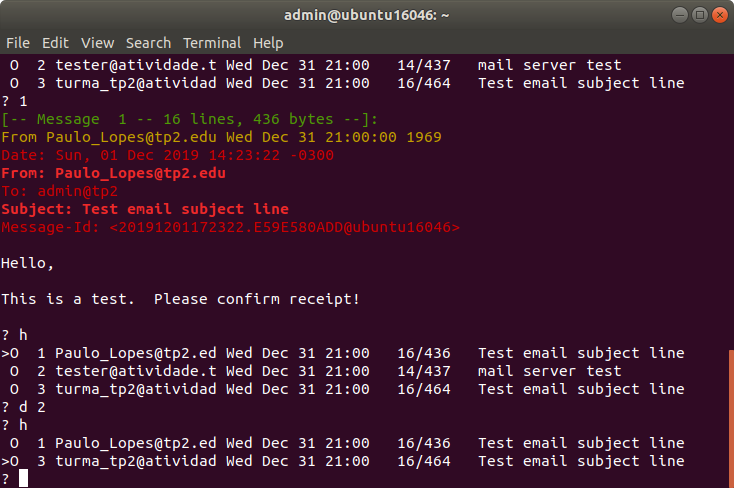 admin@ubuntu16046: ~
File Edit View Search Terminal Help
O 2 tester@atividade.t Wed Dec 31 21:00 14/437 mail server test
O 3 turma_tp2@atividad Wed Dec 31 21:00 16/464 Test email subject line
? 1
[-- Message 1 -- 16 lines, 436 bytes --]:
From Paulo_Lopes@tp2.edu Wed Dec 31 21:00:00 1969
Date: Sun, 01 Dec 2019 14:23:22 -0300
From: Paulo_Lopes@tp2.edu
To: admin@tp2
Subject: Test email subject line
Message-Id: <20191201172322.E59E580ADD@ubuntu16046>
Hello,
This is a test. Please confirm receipt!
? h
>O 1 Paulo_Lopes@tp2.ed Wed Dec 31 21:00 16/436 Test email subject line
O 2 tester@atividade.t Wed Dec 31 21:00 14/437 mail server test
O 3 turma_tp2@atividad Wed Dec 31 21:00 16/464 Test email subject line
? d 2
? h
O 1 Paulo_Lopes@tp2.ed Wed Dec 31 21:00 16/436 Test email subject line
>O 3 turma_tp2@atividad Wed Dec 31 21:00 16/464 Test email subject line
?